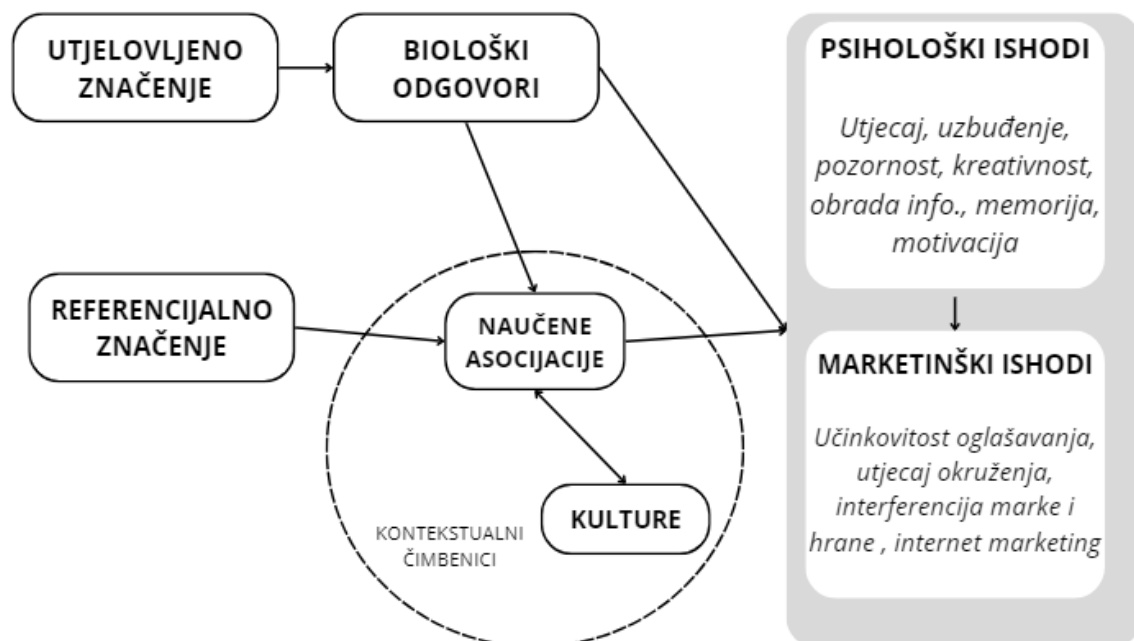 UTJELOVLJENO
ZNAČENJE
BIOLOŠKI
ODGOVORI
REFERENCIJALNO
ZNAČENJE
NAUČENE
ASOCIJACIJE
KULTURE
KONTEKSTUALNI
ČIMBENICI
PSIHOLOŠKI ISHODI
Utjecaj, uzbuđenje,
pozornost, kreativnost,
obrada info., memorija,
motivacija
MARKETINŠKI ISHODI
Učinkovitost oglašavanja,
utjecaj okruženja,
interferencija marke i
hrane , internet marketing